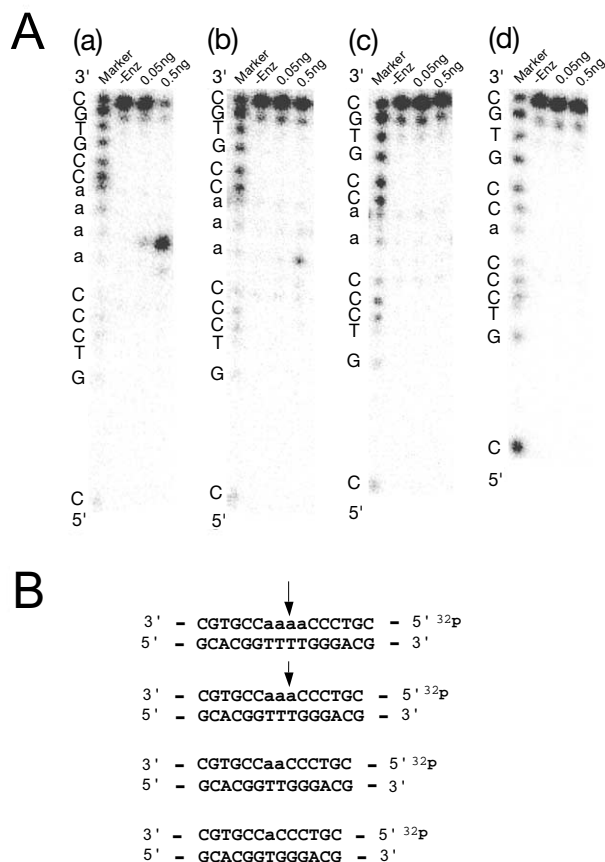 A
(a) (b) (c) (d)
Marker -Enz 0.05ng 0.5ng
Marker -Enz 0.05ng 0.5ng
Marker -Enz 0.05ng 0.5ng
Marker -Enz 0.05ng 0.5ng
3'
C
G
T
G
C
C
a
a
a
a
C
C
C
T
G
C
5'
3'
C
G
T
G
C
C
a
a
a
C
C
C
T
G
C
5'
3'
C
G
T
G
C
C
a
a
C
C
C
T
G
C
5'
3'
C
G
T
G
C
C
a
C
C
C
T
G
C
5'
B
3' - CGTGCCaaaaCCCTGC - 5' 32P
5' - GCACGGTTTTGGGACG - 3'
3' - CGTGCCaaaCCCTGC - 5' 32P
5' - GCACGGTTTGGGACG - 3'
3' - CGTGCCaaCCCTGC - 5' 32P
5' - GCACGGTTGGGACG - 3'
3' - CGTGCCaCCCTGC - 5' 32P
5' - GCACGGTGGGACG - 3'